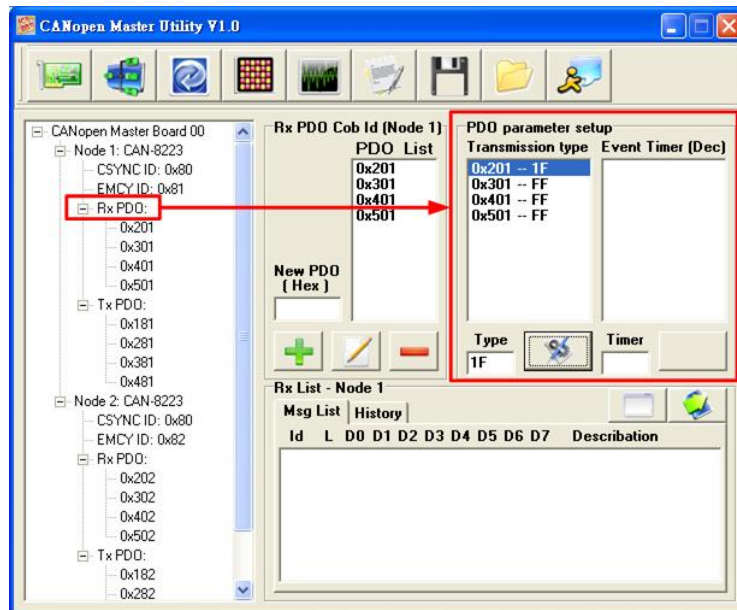 CANopen Master Utility V1.0
CANopen Master Board 00
Node 1: CAN-8223
CSYNC ID: 0x80
EMCY ID: 0x81
Rx PDO:
0x201
0x301
0x401
0x501
Tx PDO:
0x181
0x281
0x381
0x481
Node 2: CAN-8223
CSYNC ID: 0x80
EMCY ID: 0x82
Rx PDO:
0x202
0x302
0x402
0x502
Tx PDO:
0x182
0x282
Rx PDO Cob Id (Node 1)
PDO List
0x201
0x301
0x401
0x501
New PDO
( Hex )
PDO parameter setup
Transmission type Event Timer (Dec)
0x201 -- 1F
0x301 -- FF
0x401 -- FF
0x501 -- FF
Type
1F
Timer
Rx List - Node 1
Msg List History
Id L D0 D1 D2 D3 D4 D5 D6 D7 Describation